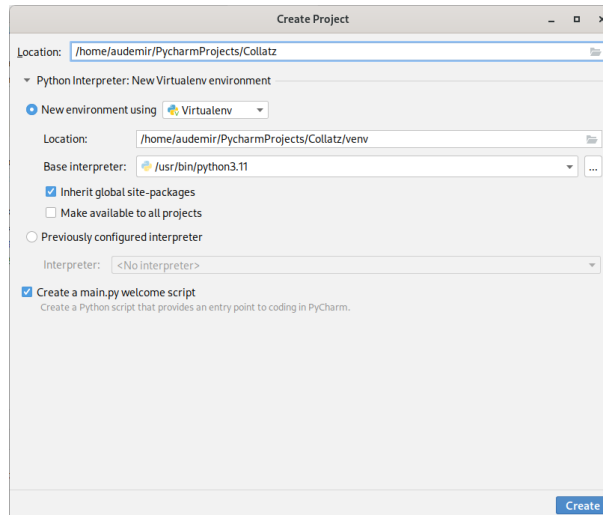 Create Project
Location: /home/audemir/PycharmProjects/Collatz
Python Interpreter: New Virtualenv environment
New environment using Virtualenv
Location: /home/audemir/PycharmProjects/Collatz/venv
Base interpreter: /usr/bin/python3.11 ...
Inherit global site-packages
Make available to all projects
Previously configured interpreter
Interpreter: <No interpreter>
Create a main.py welcome script
Create a Python script that provides an entry point to coding in PyCharm.
Create